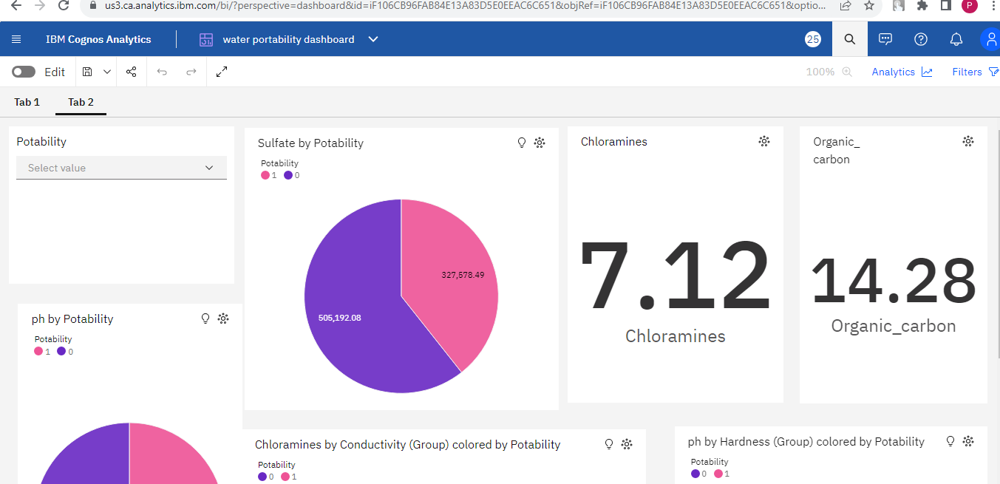 us3.ca.analytics.ibm.com/bi/?perspective=dashboard&id=iF106CB96FAB84E13A83D5E0EEAC6C651&objRef=iF106CB96FAB84E13A83D5E0EEAC6C651&optio...
P
IBM Cognos Analytics
water portability dashboard
25
Edit
100%
Analytics
Filters
Tab 1
Tab 2
Potability
Select value
Sulfate by Potability
Potability
1 0
327,578.49
505,192.08
Chloramines
7.12
Chloramines
Organic_
carbon
14.28
Organic_carbon
ph by Potability
Potability
1 0
Chloramines by Conductivity (Group) colored by Potability
Potability
0 1
ph by Hardness (Group) colored by Potability
Potability
0 1